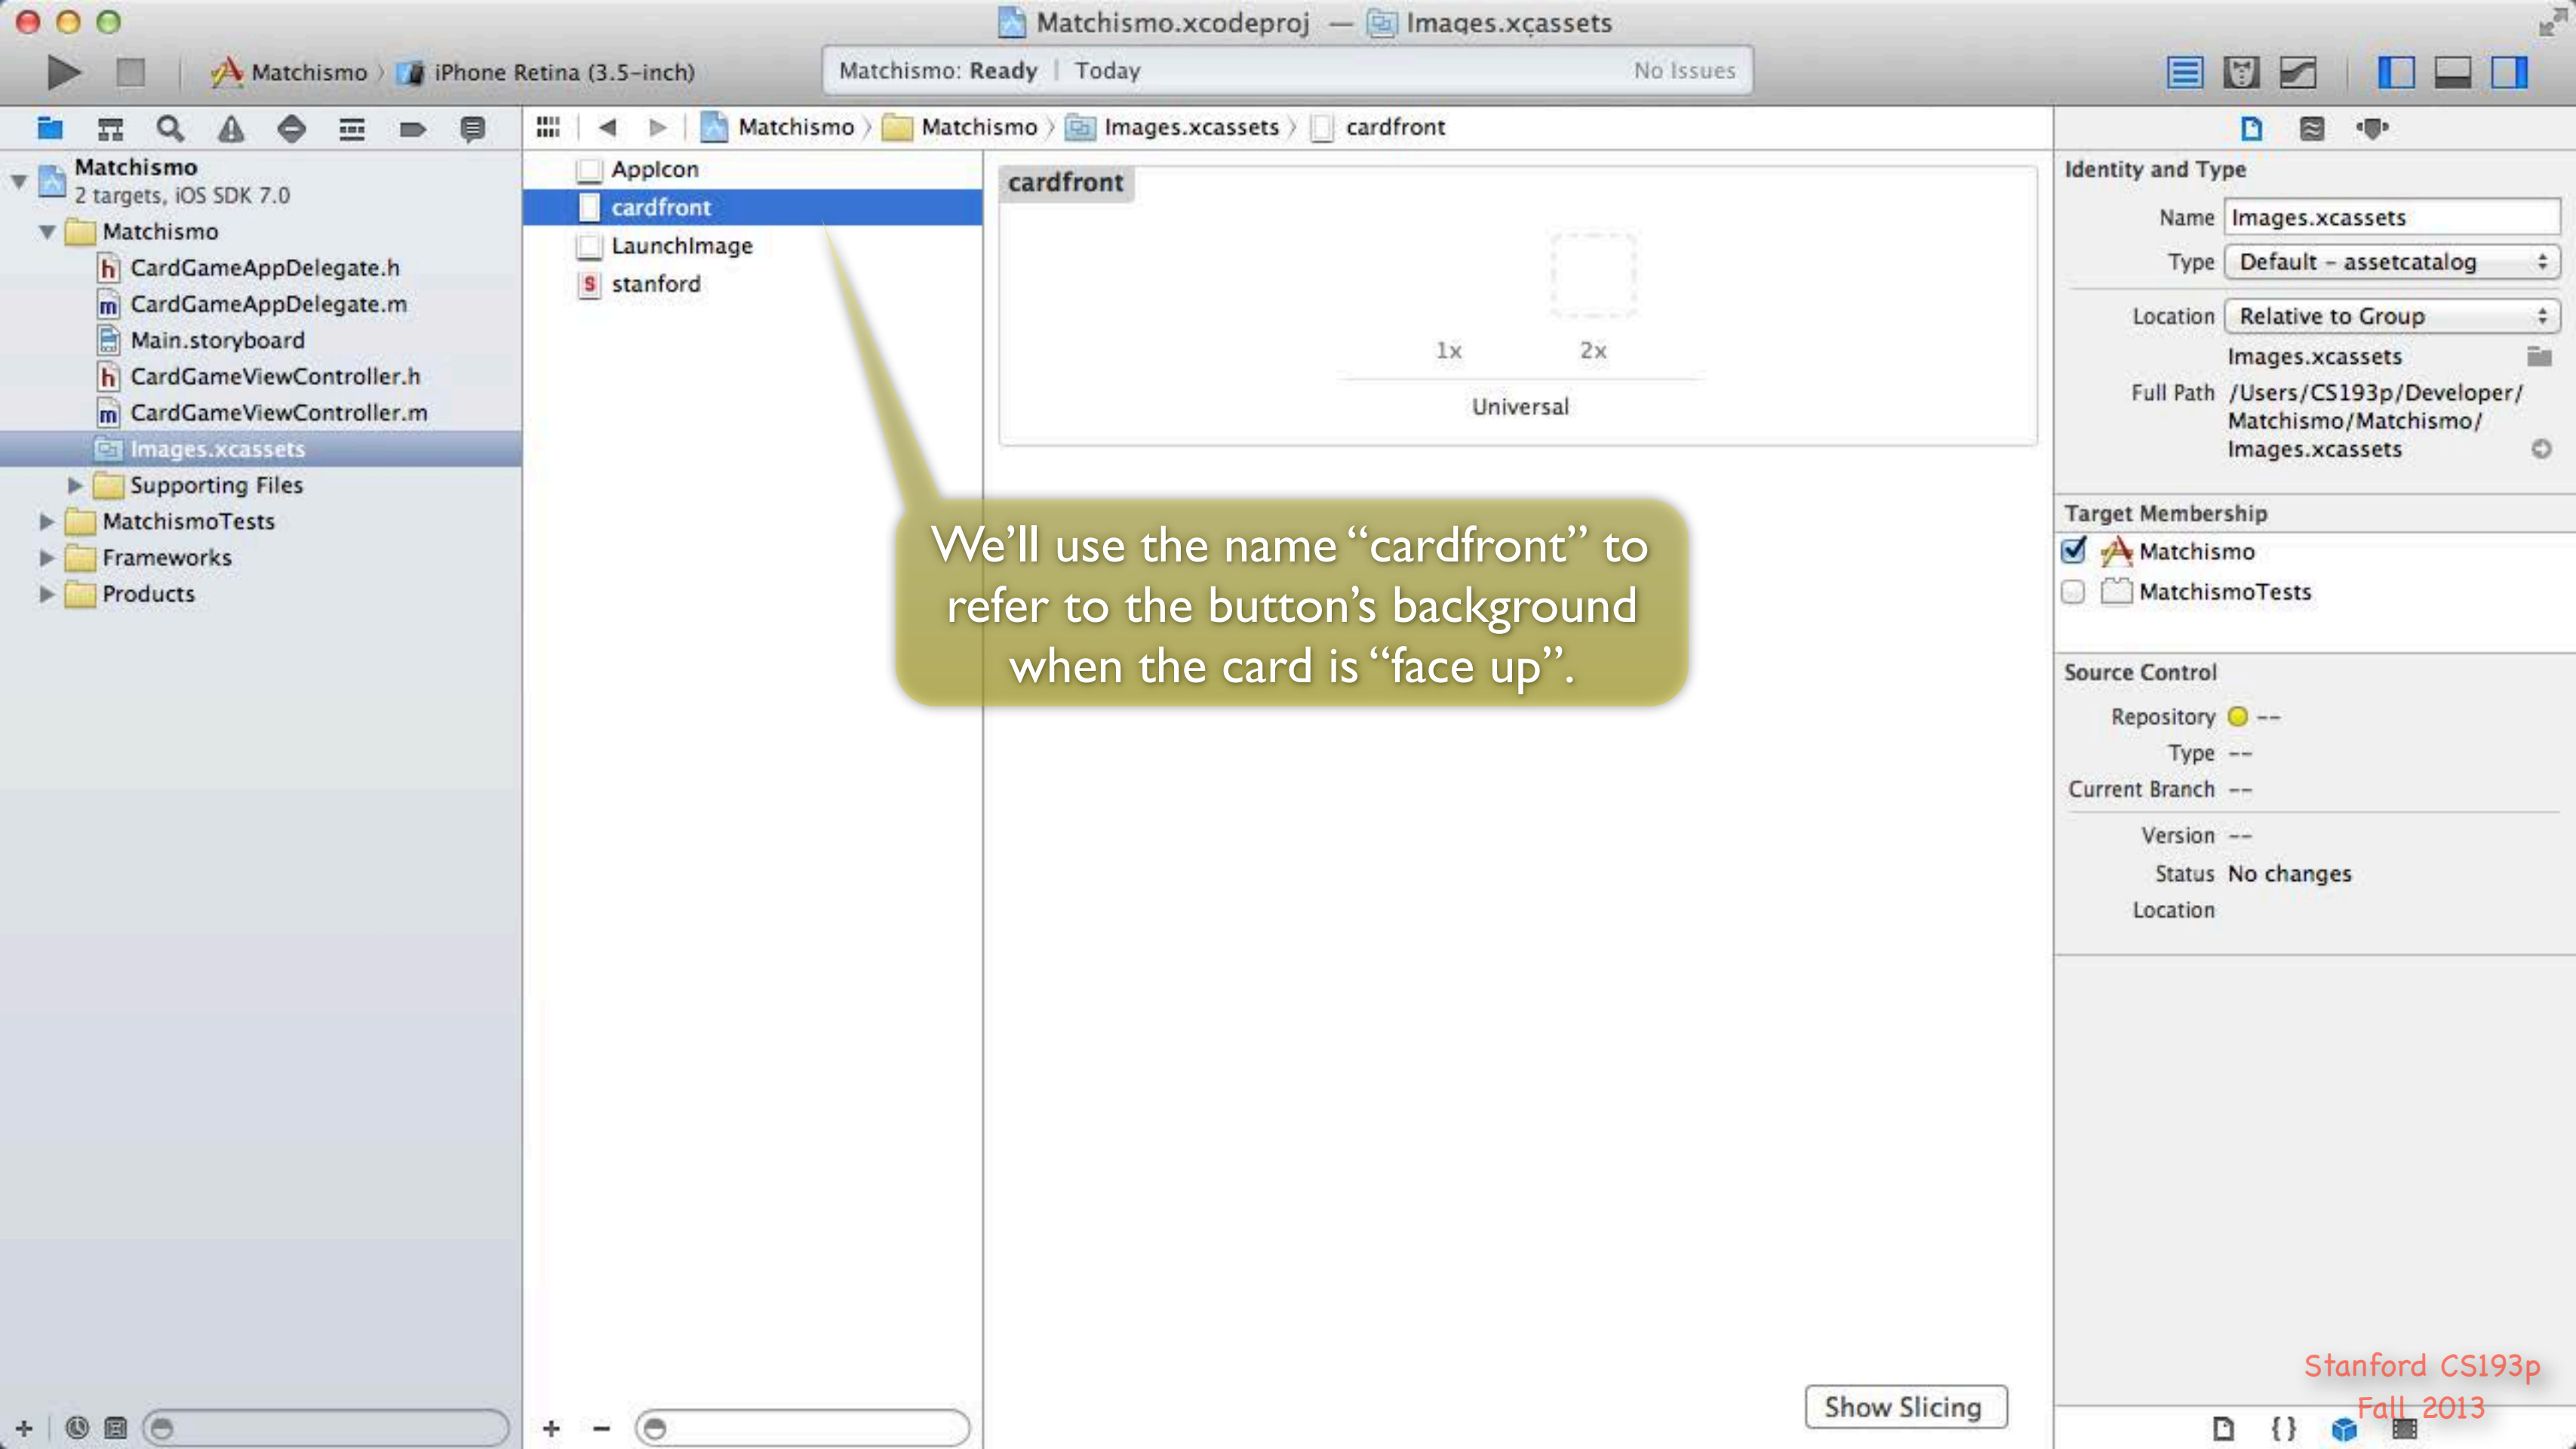 Matchismo.xcodeproj — Images.xcassets
Matchismo 〉 iPhone Retina (3.5-inch)
Matchismo: Ready | Today
No Issues
Matchismo 〉 Matchismo 〉 Images.xcassets 〉 cardfront
Matchismo
2 targets, iOS SDK 7.0
Matchismo
h CardGameAppDelegate.h
m CardGameAppDelegate.m
Main.storyboard
h CardGameViewController.h
m CardGameViewController.m
Images.xcassets
Supporting Files
MatchismoTests
Frameworks
Products
AppIcon
cardfront
LaunchImage
S stanford
cardfront
1x 2x
Universal
We’ll use the name “cardfront” to
refer to the button’s background
when the card is “face up”.
Show Slicing
Identity and Type
Name Images.xcassets
Type Default - assetcatalog
Location Relative to Group
Images.xcassets
Full Path /Users/CS193p/Developer/
Matchismo/Matchismo/
Images.xcassets
Target Membership
Matchismo
MatchismoTests
Source Control
Repository --
Type --
Current Branch --
Version --
Status No changes
Location
Stanford CS193p
Fall 2013
{}